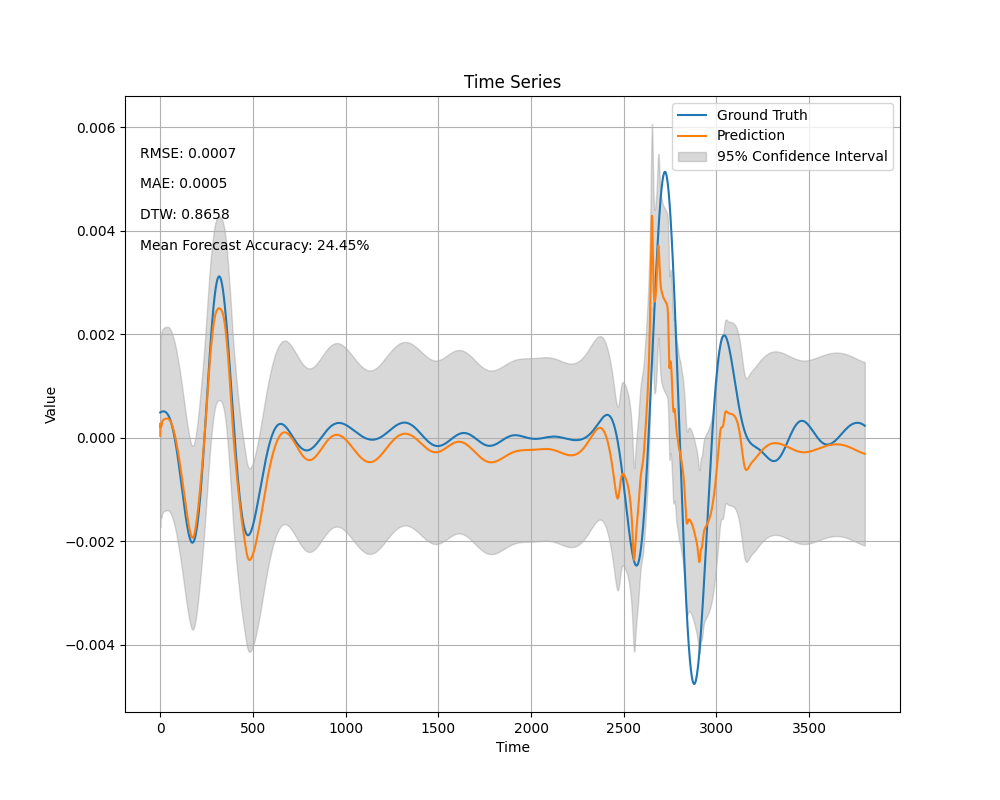 Time Series
Ground Truth
Prediction
95% Confidence Interval
RMSE: 0.0007
MAE: 0.0005
DTW: 0.8658
Mean Forecast Accuracy: 24.45%
Value
0.006
0.004
0.002
0.000
−0.002
−0.004
0 500 1000 1500 2000 2500 3000 3500
Time